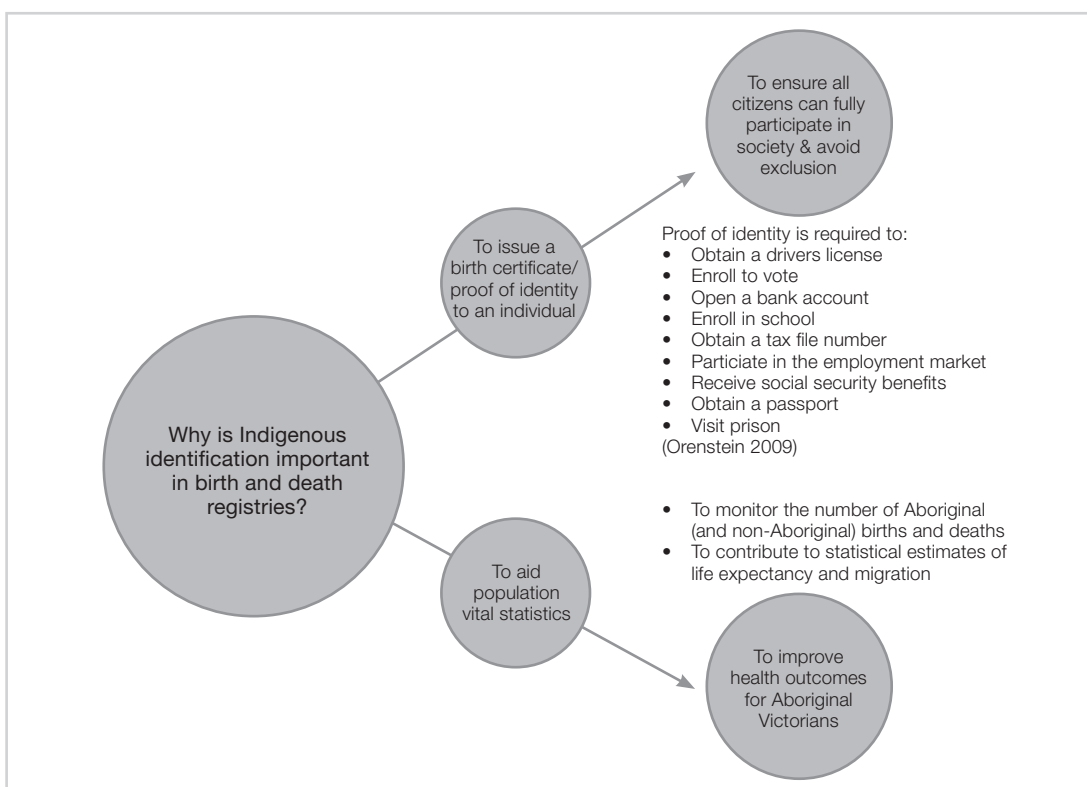 Why is Indigenous
identification important
in birth and death
registries?
To issue a
birth certificate/
proof of identity
to an individual
To ensure all
citizens can fully
participate in
society & avoid
exclusion
Proof of identity is required to:
• Obtain a drivers license
• Enroll to vote
• Open a bank account
• Enroll in school
• Obtain a tax file number
• Particiate in the employment market
• Receive social security benefits
• Obtain a passport
• Visit prison
(Orenstein 2009)
To aid
population
vital statistics
• To monitor the number of Aboriginal
(and non-Aboriginal) births and deaths
• To contribute to statistical estimates of
life expectancy and migration
To improve
health outcomes
for Aboriginal
Victorians